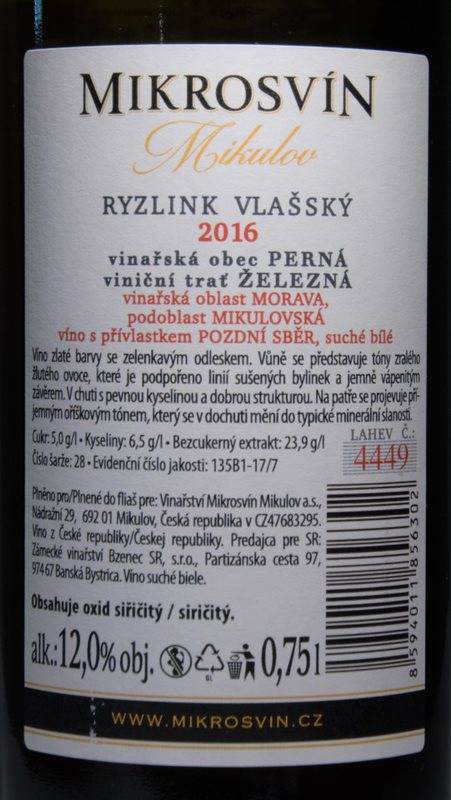 MIKROSVÍN
Mikulov
RYZLINK VLAŠSKÝ
2016
vinařská obec PERNÁ
viniční trať ŽELEZNÁ
vinařská oblast MORAVA,
podoblast MIKULOVSKÁ
víno s přívlastkem POZDNÍ SBĚR, suché bílé
Víno zlaté barvy se zelenkavým odleskem. Vůně se představuje tóny zralého
žlutého ovoce, které je podpořeno linií sušených bylinek a jemně vápenitým
závěrem. V chuti s pevnou kyselinou a dobrou strukturou. Na patře se projevuje pří-
jemným oříškovým tónem, který se v dochuti mění do typické minerální slanosti.
Cukr: 5,0 g/l • Kyseliny: 6,5 g/l • Bezcukerný extrakt: 23,9 g/l
Číslo šarže: 28 • Evidenční číslo jakosti: 135B1-17/7
LAHEV Č.:
4449
Plněno pro/Plnené do fliaš pre: Vinařství Mikrosvín Mikulov a.s.,
Nádražní 29, 692 01 Mikulov, Česká republika v CZ47683295.
Víno z České republiky/Českej republiky. Predajca pre SR:
Zámecké vinařství Bzenec SR, s.r.o., Partizánska cesta 97,
974 67 Banská Bystrica. Víno suché biele.
Obsahuje oxid siřičitý / siričitý.
alk.: 12,0% obj.
GL
0,75 l
8 594011 856302
WWW.MIKROSVIN.CZ